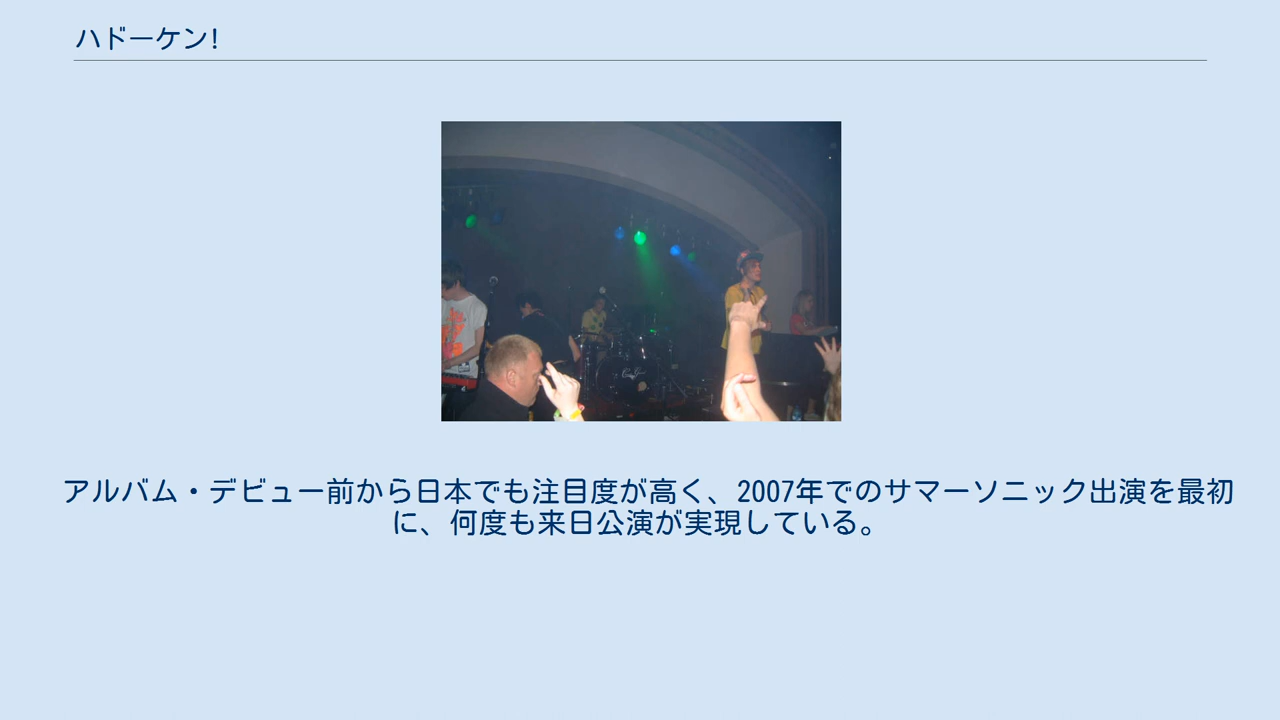 ハドーケン!
アルバム・デビュー前から日本でも注目度が高く、2007年でのサマーソニック出演を最初
に、何度も来日公演が実現している。